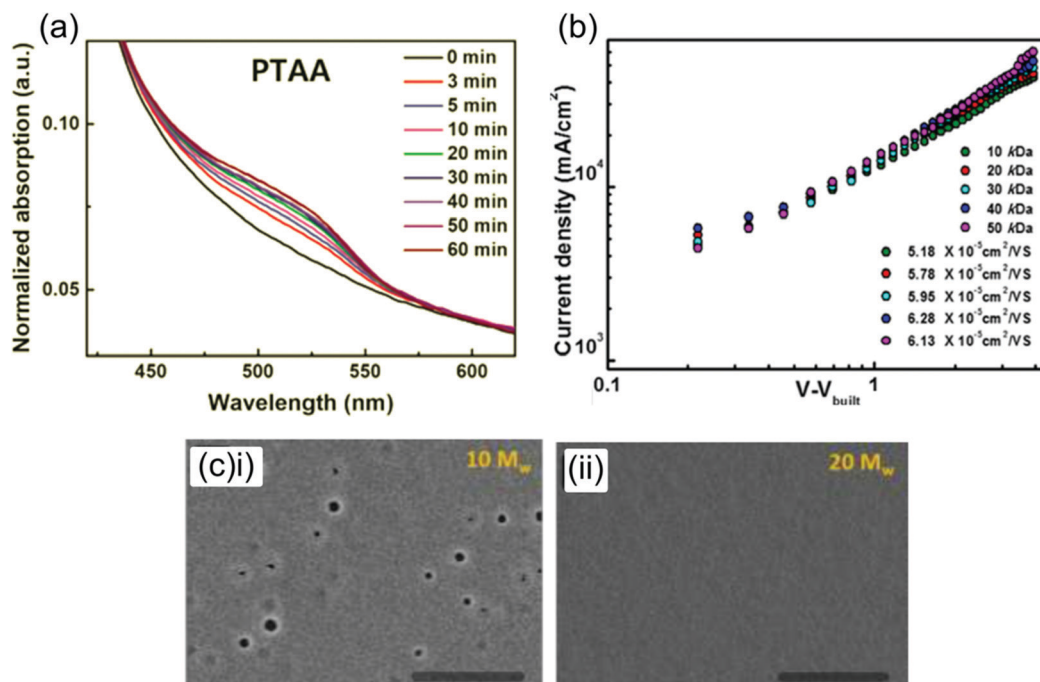 (a)
PTAA
0 min
3 min
5 min
10 min
20 min
30 min
40 min
50 min
60 min
Normalized absorption (a.u.)
0.10
0.05
450
500
550
600
Wavelength (nm)
(b)
Current density (mA/cm²)
10⁴
10³
0.1
1
V-V_built
10 kDa
20 kDa
30 kDa
40 kDa
50 kDa
5.18 X 10⁻⁵cm²/VS
5.78 X 10⁻⁵cm²/VS
5.95 X 10⁻⁵cm²/VS
6.28 X 10⁻⁵cm²/VS
6.13 X 10⁻⁵cm²/VS
(c)i)
10 M_w
(ii)
20 M_w